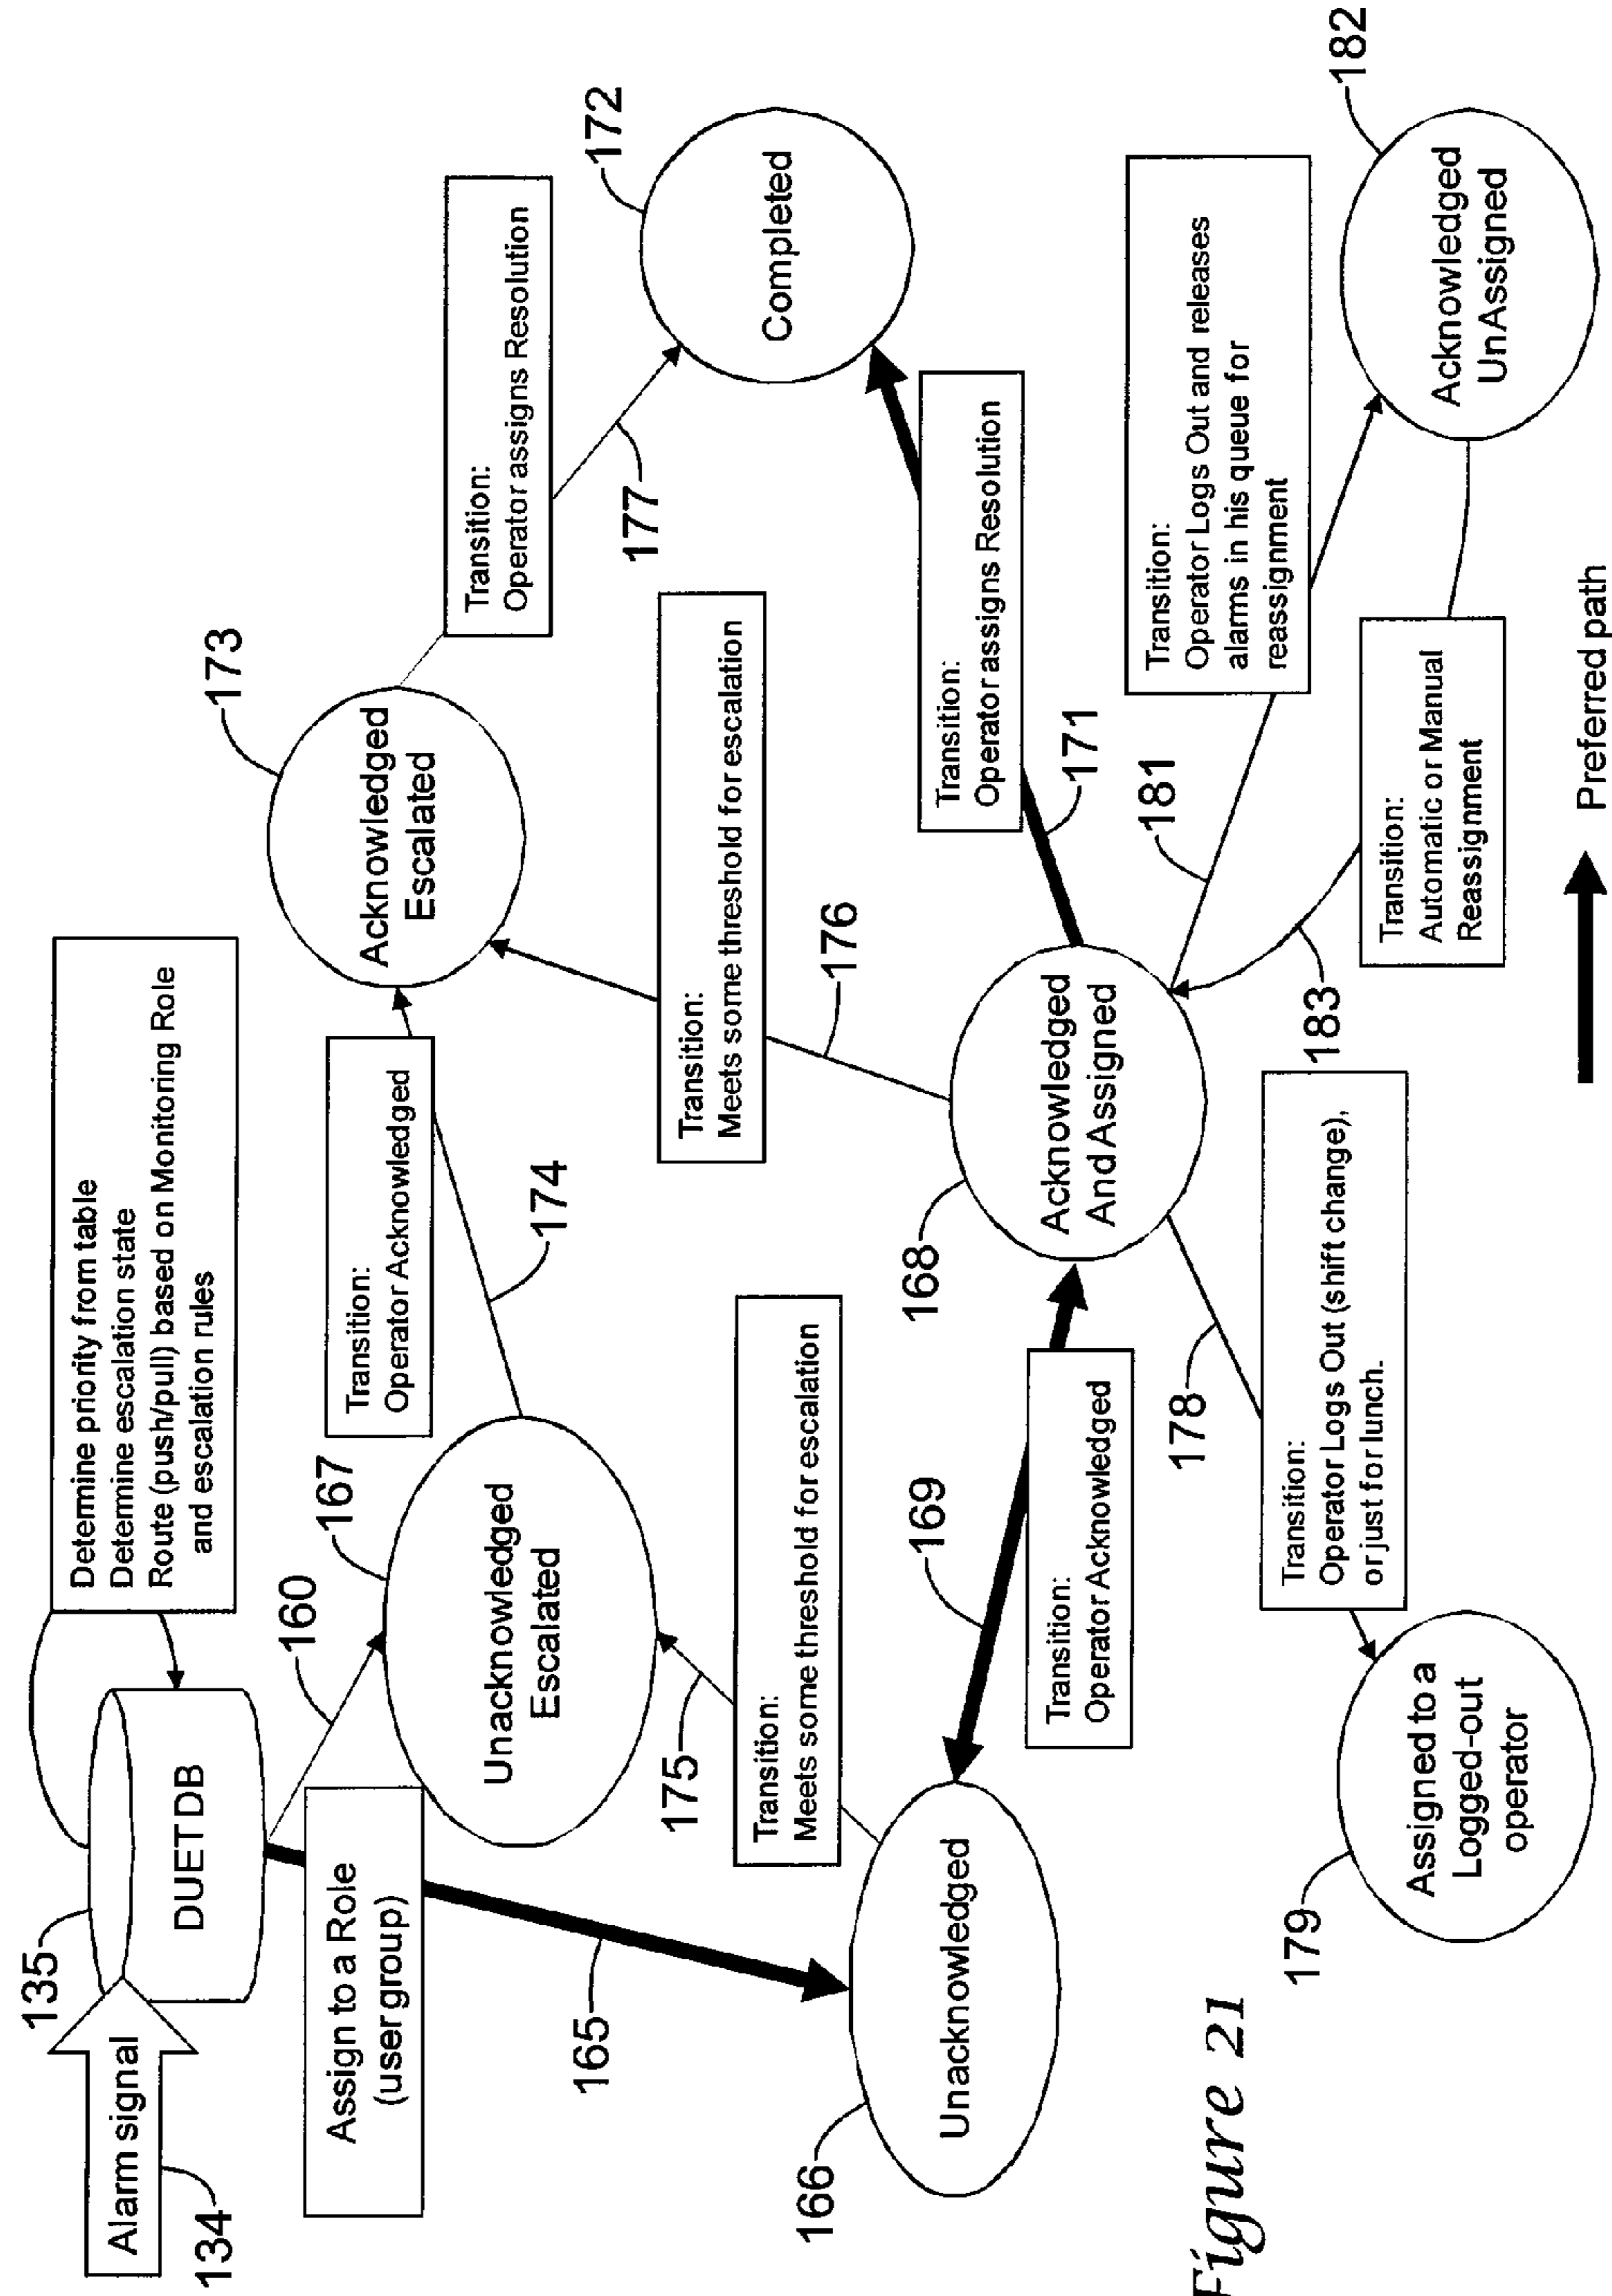 Alarm signal
134
135
DUETDB
Determine priority from table
Determine escalation state
Route (push/pull) based on Monitoring Role
and escalation rules
Assign to a Role
(user group)
160
167
Unacknowledged
Escalated
Transition:
Operator Acknowledged
174
173
Acknowledged
Escalated
Transition:
Operator assigns Resolution
177
172
Completed
165
175
Transition:
Meets some threshold for escalation
Transition:
Meets some threshold for escalation
176
166
Unacknowledged
169
Transition:
Operator Acknowledged
168
Acknowledged
And Assigned
171
Transition:
Operator assigns Resolution
181
Transition:
Operator Logs Out and releases
alarms in his queue for
reassignment
182
Acknowledged
UnAssigned
178
Transition:
Operator Logs Out (shift change),
or just for lunch.
183
Transition:
Automatic or Manual
Reassignment
179
Assigned to a
Logged-out
operator
Preferred path
Figure 21